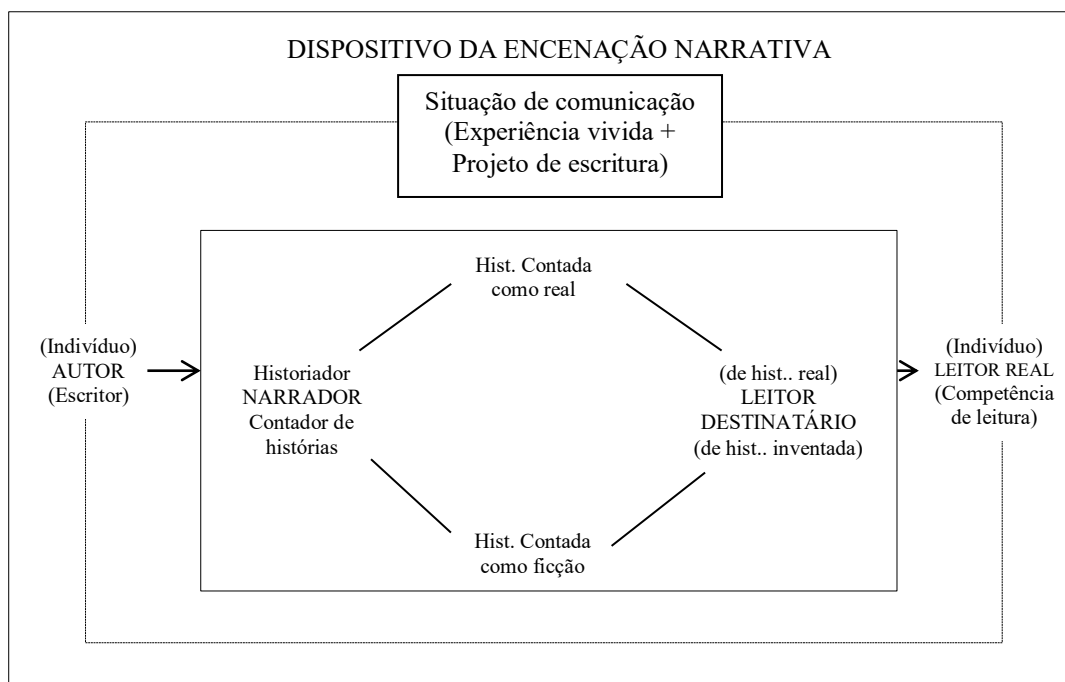 DISPOSITIVO DA ENCENAÇÃO NARRATIVA
Situação de comunicação
(Experiência vivida +
Projeto de escritura)
Hist. Contada
como real
(Indivíduo)
AUTOR
(Escritor)
Historiador
NARRADOR
Contador de
histórias
(de hist.. real)
LEITOR
DESTINATÁRIO
(de hist.. inventada)
(Indivíduo)
LEITOR REAL
(Competência
de leitura)
Hist. Contada
como ficção